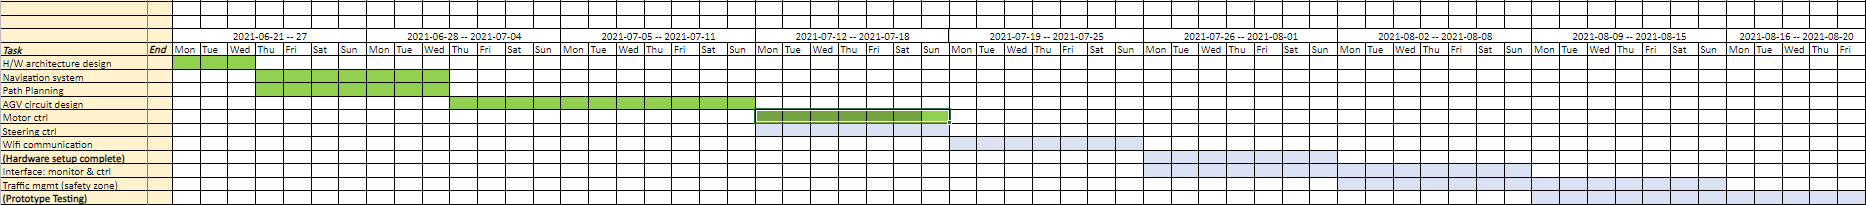 2021-06-21 -- 27 2021-06-28 -- 2021-07-04 2021-07-05 -- 2021-07-11 2021-07-12 -- 2021-07-18 2021-07-19 -- 2021-07-25 2021-07-26 -- 2021-08-01 2021-08-02 -- 2021-08-08 2021-08-09 -- 2021-08-15 2021-08-16 -- 2021-08-20
Task End Mon Tue Wed Thu Fri Sat Sun Mon Tue Wed Thu Fri Sat Sun Mon Tue Wed Thu Fri Sat Sun Mon Tue Wed Thu Fri Sat Sun Mon Tue Wed Thu Fri Sat Sun Mon Tue Wed Thu Fri Sat Sun Mon Tue Wed Thu Fri Sat Sun Mon Tue Wed Thu Fri Sat Sun Mon Tue Wed Thu Fri
H/W architecture design
Navigation system
Path Planning
AGV circuit design
Motor ctrl
Steering ctrl
Wifi communication
(Hardware setup complete)
Interface: monitor & ctrl
Traffic mgmt (safety zone)
(Prototype Testing)